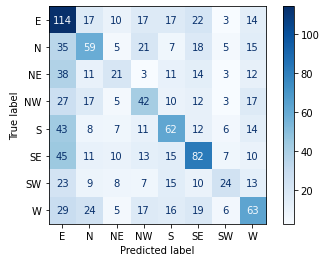 E 114 17 10 17 17 22 3 14
N 35 59 5 21 7 18 5 15
NE 38 11 21 3 11 14 3 12
NW 27 17 5 42 10 12 3 17
S 43 8 7 11 62 12 6 14
SE 45 11 10 13 15 82 7 10
SW 23 9 8 7 15 10 24 13
W 29 24 5 17 16 19 6 63
E N NE NW S SE SW W
Predicted label
True label
100
80
60
40
20